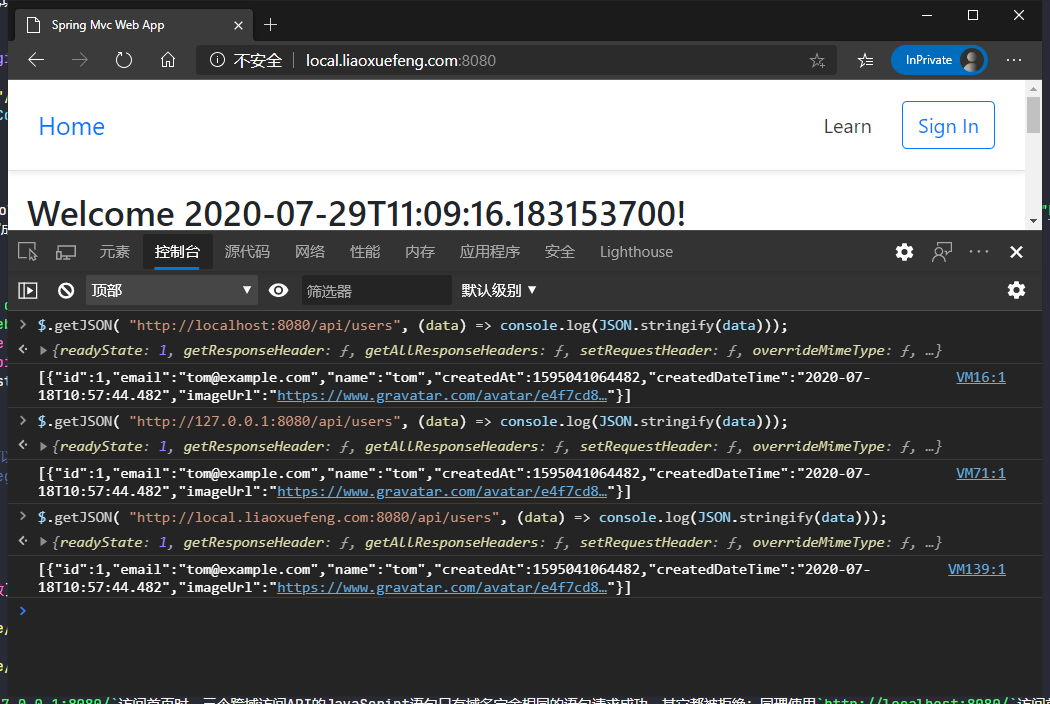 Spring Mvc Web App
不安全 local.liaoxuefeng.com:8080
InPrivate
Home
Learn
Sign In
Welcome 2020-07-29T11:09:16.183153700!
元素 控制台 源代码 网络 性能 内存 应用程序 安全 Lighthouse
顶部 筛选器 默认级别
$.getJSON( "http://localhost:8080/api/users", (data) => console.log(JSON.stringify(data)));
{readyState: 1, getResponseHeader: ƒ, getAllResponseHeaders: ƒ, setRequestHeader: ƒ, overrideMimeType: ƒ, …}
[{"id":1,"email":"tom@example.com","name":"tom","createdAt":1595041064482,"createdDateTime":"2020-07- VM16:1
18T10:57:44.482","imageUrl":"https://www.gravatar.com/avatar/e4f7cd8…"}]
$.getJSON( "http://127.0.0.1:8080/api/users", (data) => console.log(JSON.stringify(data)));
{readyState: 1, getResponseHeader: ƒ, getAllResponseHeaders: ƒ, setRequestHeader: ƒ, overrideMimeType: ƒ, …}
[{"id":1,"email":"tom@example.com","name":"tom","createdAt":1595041064482,"createdDateTime":"2020-07- VM71:1
18T10:57:44.482","imageUrl":"https://www.gravatar.com/avatar/e4f7cd8…"}]
$.getJSON( "http://local.liaoxuefeng.com:8080/api/users", (data) => console.log(JSON.stringify(data)));
{readyState: 1, getResponseHeader: ƒ, getAllResponseHeaders: ƒ, setRequestHeader: ƒ, overrideMimeType: ƒ, …}
[{"id":1,"email":"tom@example.com","name":"tom","createdAt":1595041064482,"createdDateTime":"2020-07- VM139:1
18T10:57:44.482","imageUrl":"https://www.gravatar.com/avatar/e4f7cd8…"}]